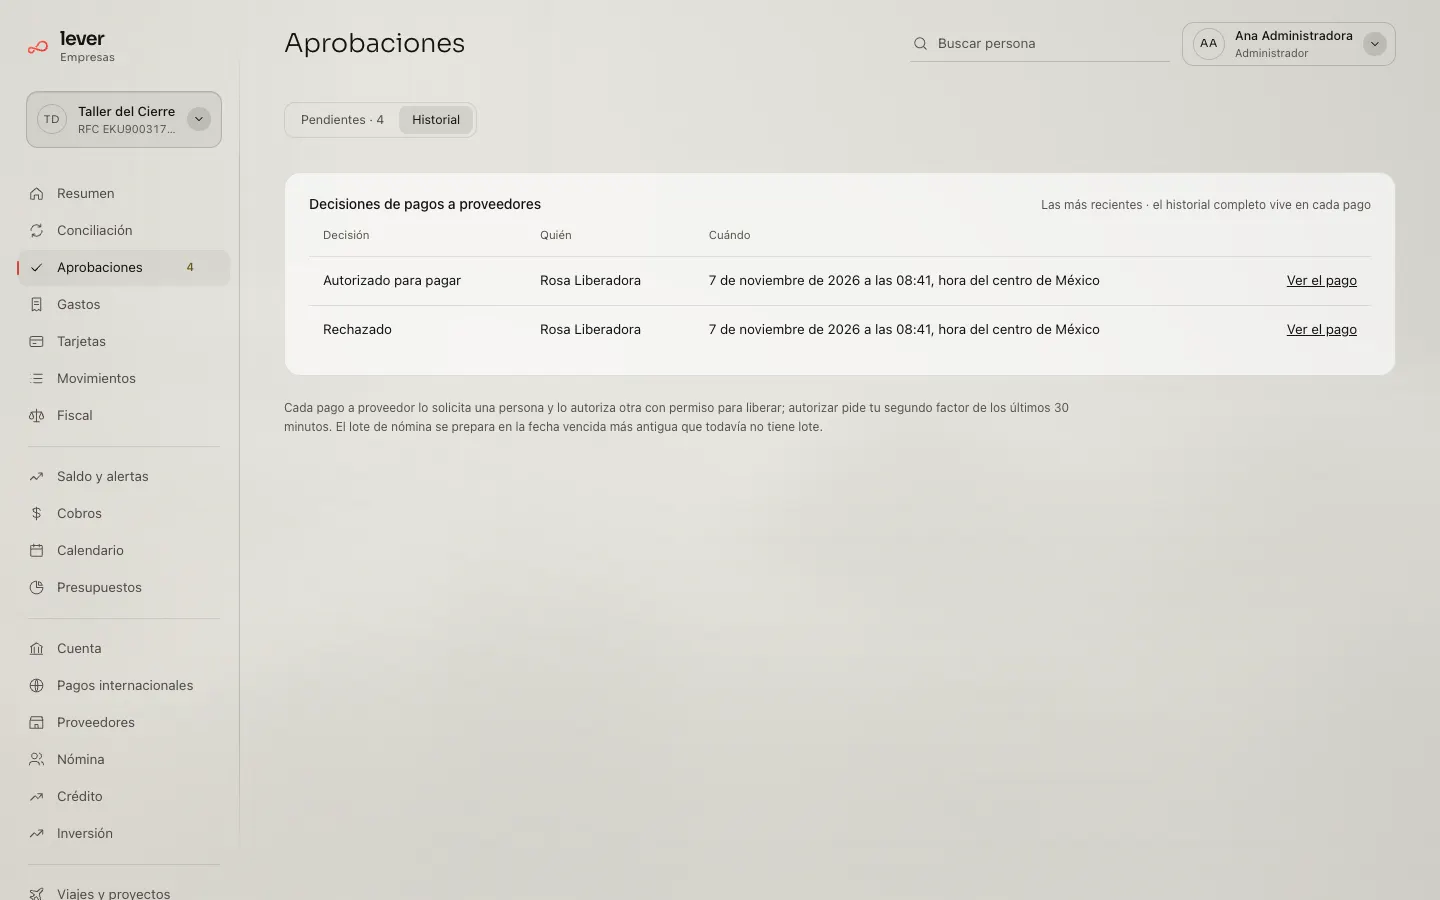 lever
Empresas
TD
Taller del Cierre
RFC EKU900317...
Resumen
Conciliación
Aprobaciones 4
Gastos
Tarjetas
Movimientos
Fiscal
Saldo y alertas
Cobros
Calendario
Presupuestos
Cuenta
Pagos internacionales
Proveedores
Nómina
Crédito
Inversión
Viajes y proyectos
Aprobaciones
Buscar persona
AA
Ana Administradora
Administrador
Pendientes · 4
Historial
Decisiones de pagos a proveedores
Las más recientes · el historial completo vive en cada pago
Decisión Quién Cuándo
Autorizado para pagar Rosa Liberadora 7 de noviembre de 2026 a las 08:41, hora del centro de México Ver el pago
Rechazado Rosa Liberadora 7 de noviembre de 2026 a las 08:41, hora del centro de México Ver el pago
Cada pago a proveedor lo solicita una persona y lo autoriza otra con permiso para liberar; autorizar pide tu segundo factor de los últimos 30
minutos. El lote de nómina se prepara en la fecha vencida más antigua que todavía no tiene lote.